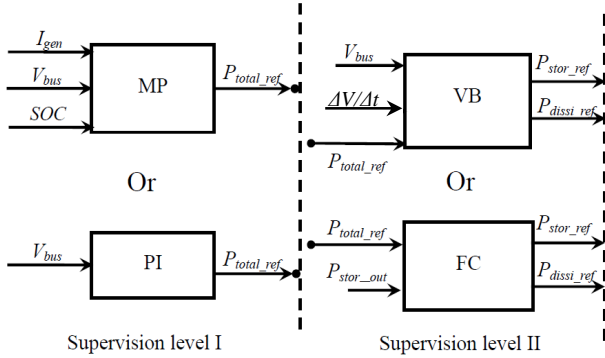 I_gen
V_bus
SOC
MP
P_total_ref
V_bus
ΔV/Δt
P_total_ref
VB
P_stor_ref
P_dissi_ref
Or
Or
V_bus
PI
P_total_ref
P_total_ref
P_stor_out
FC
P_stor_ref
P_dissi_ref
Supervision level I
Supervision level II